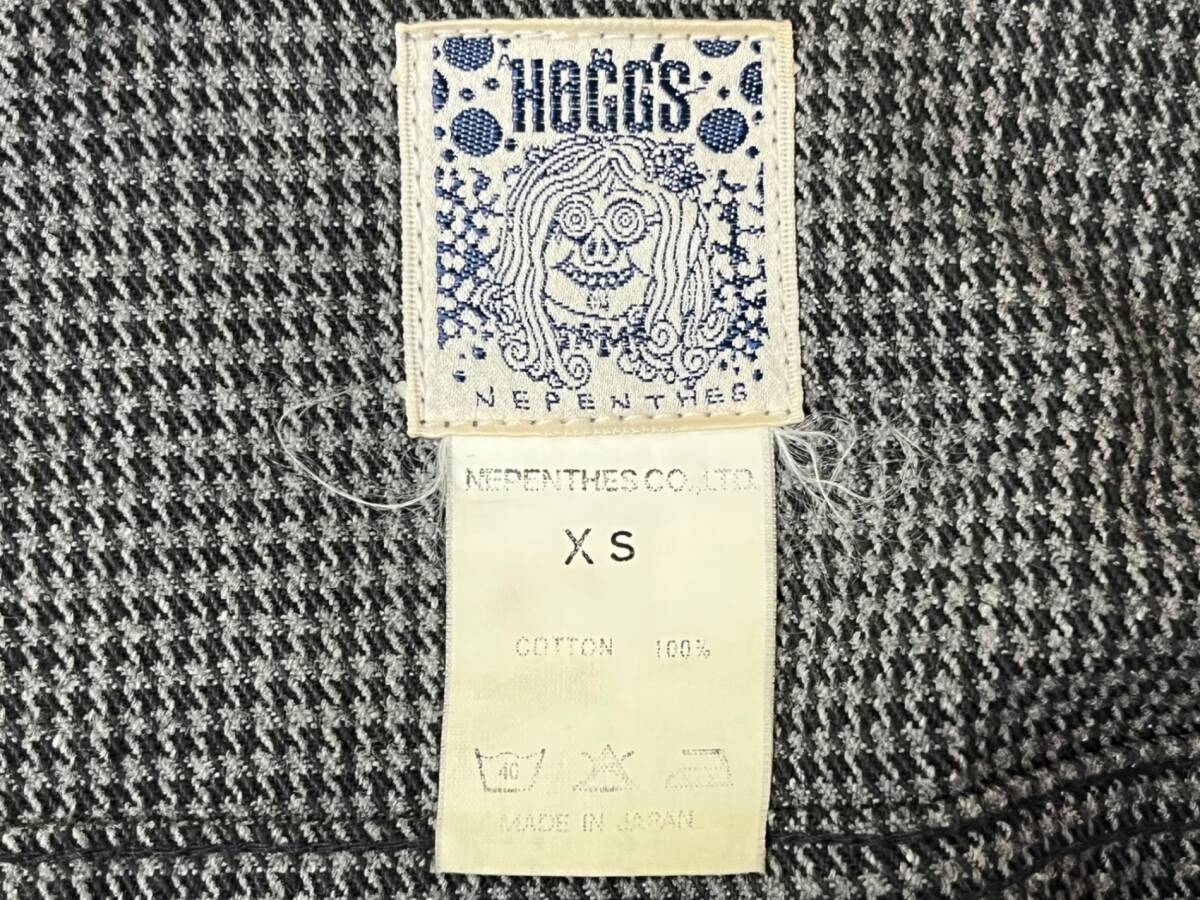 HOGG'S
NEPENTHES
NEPENTHES CO.,LTD.
XS
COTTON 100%
40
MADE IN JAPAN